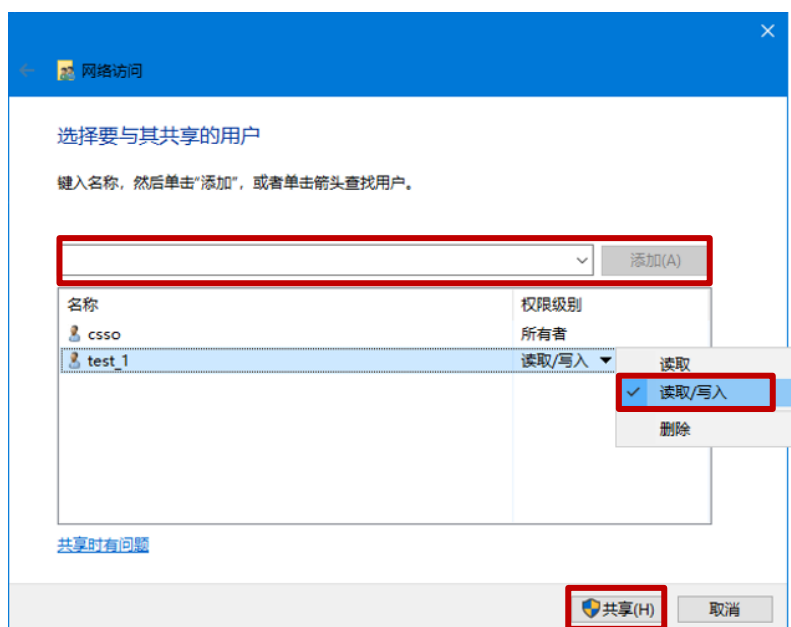 网络访问
选择要与其共享的用户
键入名称，然后单击"添加"，或者单击箭头查找用户。
添加(A)
名称 权限级别
csso 所有者
test_1 读取/写入
读取
读取/写入
删除
共享时有问题
共享(H) 取消